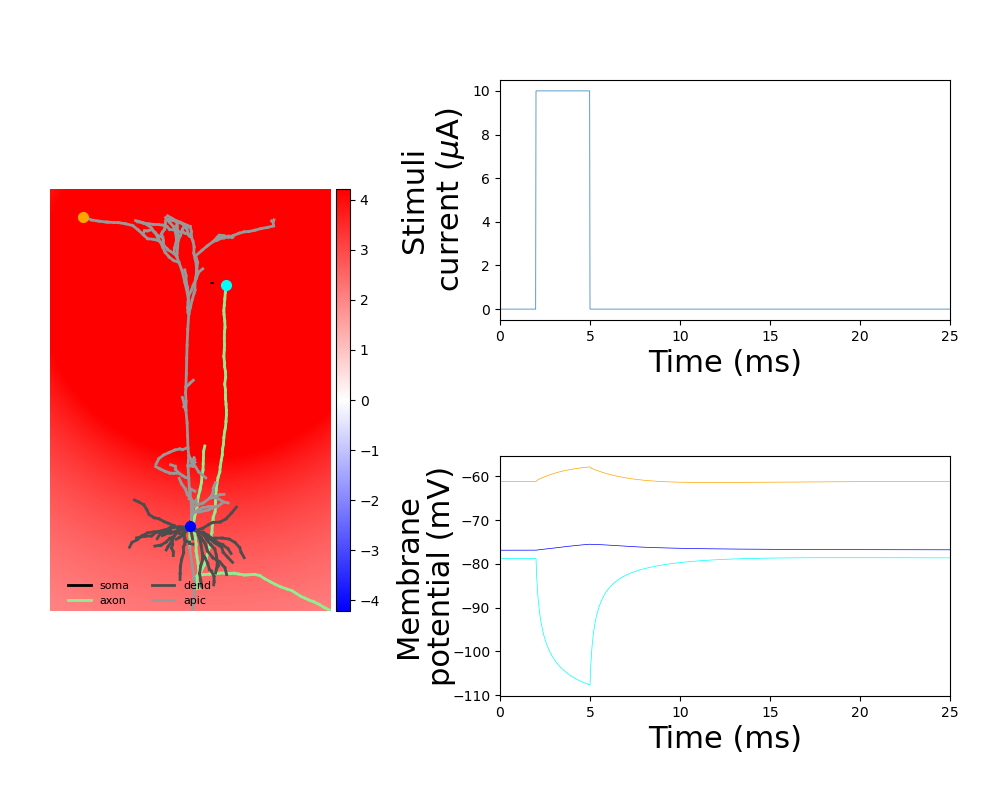 4
3
2
1
0
−1
−2
−3
−4
soma
dend
axon
apic
Stimuli
current (μA)
10
8
6
4
2
0
0 5 10 15 20 25
Time (ms)
Membrane
potential (mV)
−60
−70
−80
−90
−100
−110
0 5 10 15 20 25
Time (ms)